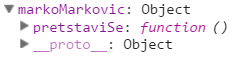 ▼ markoMarkovic: Object
▶ pretstaviSe: function ()
▶ __proto__: Object